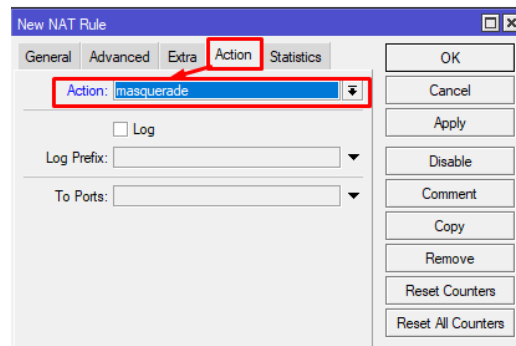 New NAT Rule
General Advanced Extra Action Statistics
Action: masquerade
Log
Log Prefix:
To Ports:
OK
Cancel
Apply
Disable
Comment
Copy
Remove
Reset Counters
Reset All Counters